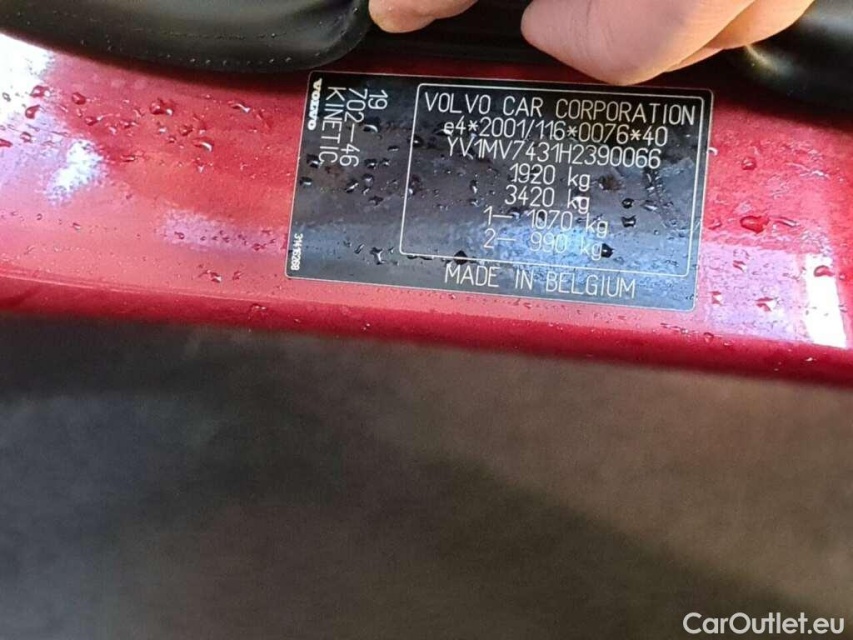 VOLVO
19
702-46
KINETIC
VOLVO CAR CORPORATION
e4*2001/116*0076*40
YV1MV7431H2390066
1920 kg
3420 kg
1- 1070 kg
2- 990 kg
MADE IN BELGIUM
CarOutlet.eu